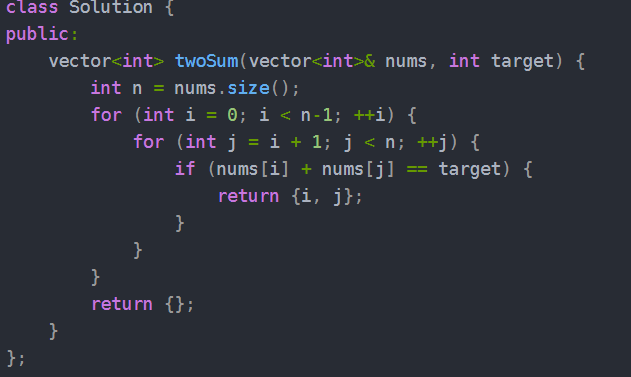 class Solution {
public:
    vector<int> twoSum(vector<int>& nums, int target) {
        int n = nums.size();
        for (int i = 0; i < n-1; ++i) {
            for (int j = i + 1; j < n; ++j) {
                if (nums[i] + nums[j] == target) {
                    return {i, j};
                }
            }
        }
        return {};
    }
};